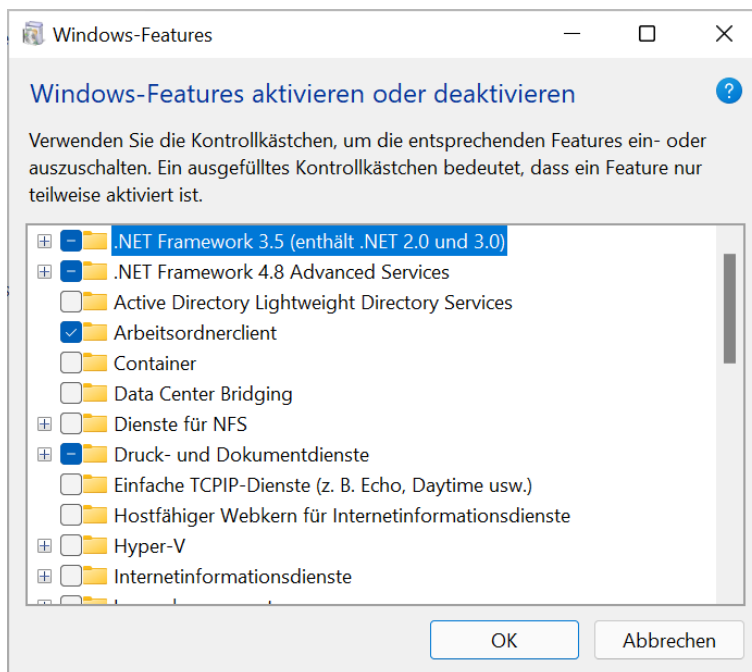 Windows-Features
Windows-Features aktivieren oder deaktivieren
Verwenden Sie die Kontrollkästchen, um die entsprechenden Features ein- oder
auszuschalten. Ein ausgefülltes Kontrollkästchen bedeutet, dass ein Feature nur
teilweise aktiviert ist.
.NET Framework 3.5 (enthält .NET 2.0 und 3.0)
.NET Framework 4.8 Advanced Services
Active Directory Lightweight Directory Services
Arbeitsordnerclient
Container
Data Center Bridging
Dienste für NFS
Druck- und Dokumentdienste
Einfache TCPIP-Dienste (z. B. Echo, Daytime usw.)
Hostfähiger Webkern für Internetinformationsdienste
Hyper-V
Internetinformationsdienste
OK
Abbrechen